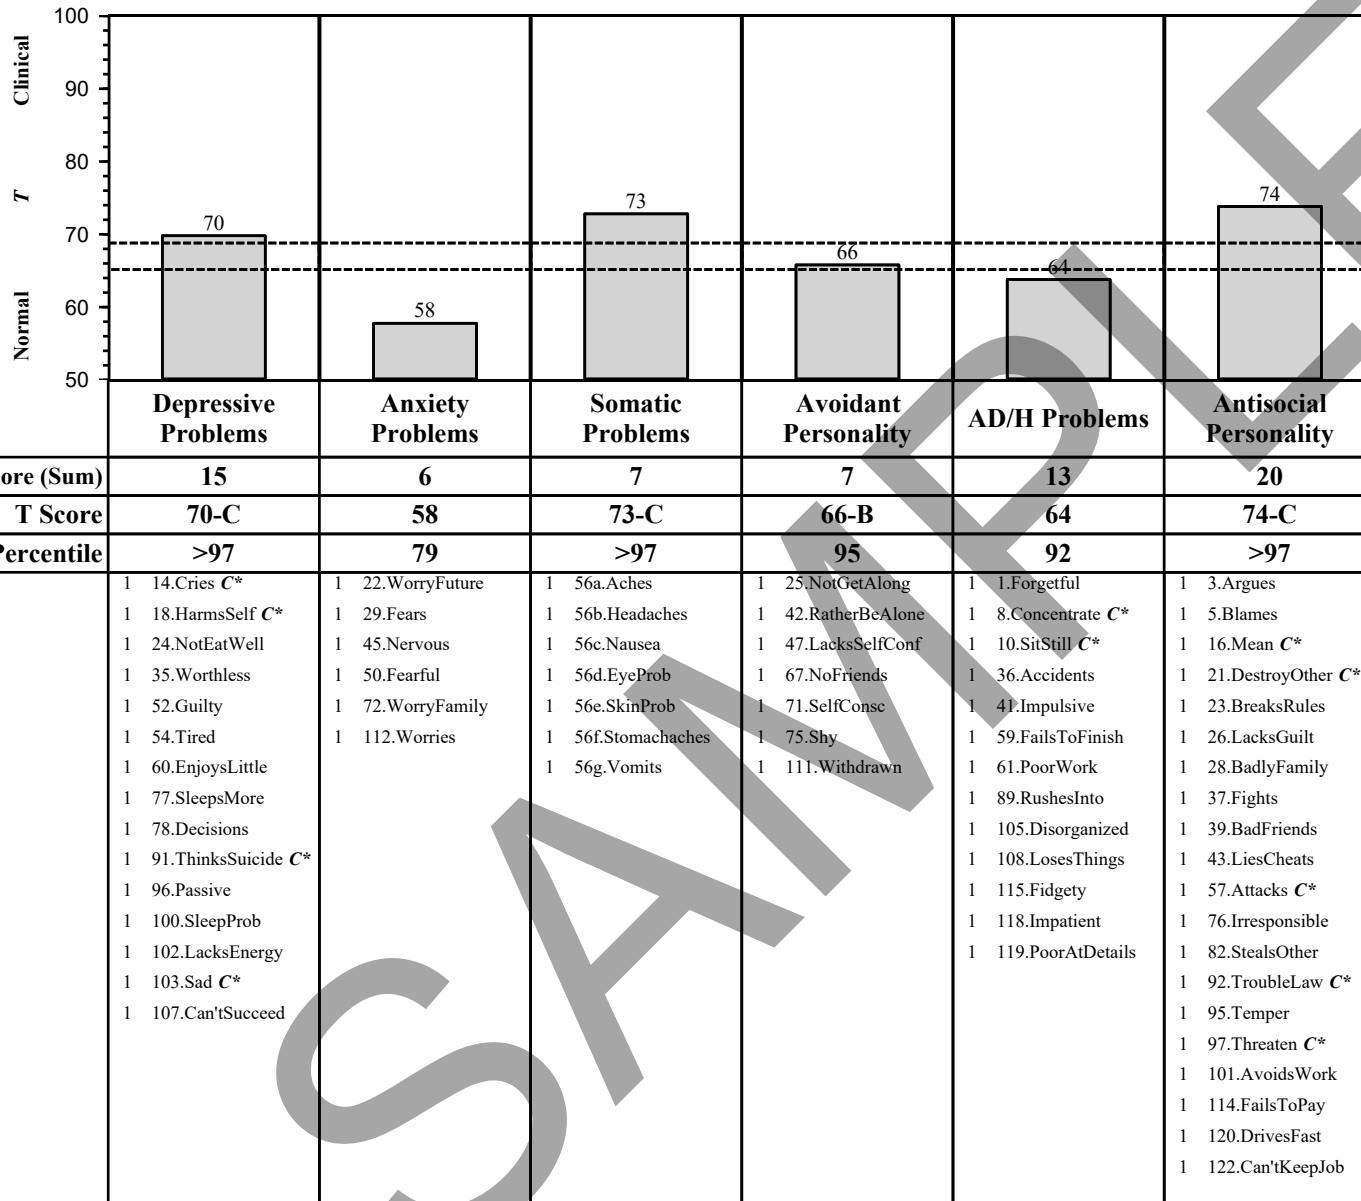 100
90
80
70
60
50
Clinical
T
Normal
70
58
73
66
64
74
Depressive Problems
Anxiety Problems
Somatic Problems
Avoidant Personality
AD/H Problems
Antisocial Personality
ore (Sum) 15 6 7 7 13 20
T Score 70-C 58 73-C 66-B 64 74-C
Percentile >97 79 >97 95 92 >97
1 14.Cries C*
1 18.HarmsSelf C*
1 24.NotEatWell
1 35.Worthless
1 52.Guilty
1 54.Tired
1 60.EnjoysLittle
1 77.SleepsMore
1 78.Decisions
1 91.ThinksSuicide C*
1 96.Passive
1 100.SleepProb
1 102.LacksEnergy
1 103.Sad C*
1 107.Can'tSucceed
1 22.WorryFuture
1 29.Fears
1 45.Nervous
1 50.Fearful
1 72.WorryFamily
1 112.Worries
1 56a.Aches
1 56b.Headaches
1 56c.Nausea
1 56d.EyeProb
1 56e.SkinProb
1 56f.Stomachaches
1 56g.Vomits
1 25.NotGetAlong
1 42.RatherBeAlone
1 47.LacksSelfConf
1 67.NoFriends
1 71.SelfConsc
1 75.Shy
1 111.Withdrawn
1 1.Forgetful
1 8.Concentrate C*
1 10.SitStill C*
1 36.Accidents
1 41.Impulsive
1 59.FailsToFinish
1 61.PoorWork
1 89.RushesInto
1 105.Disorganized
1 108.LosesThings
1 115.Fidgety
1 118.Impatient
1 119.PoorAtDetails
1 3.Argues
1 5.Blames
1 16.Mean C*
1 21.DestroyOther C*
1 23.BreaksRules
1 26.LacksGuilt
1 28.BadlyFamily
1 37.Fights
1 39.BadFriends
1 43.LiesCheats
1 57.Attacks C*
1 76.Irresponsible
1 82.StealsOther
1 92.TroubleLaw C*
1 95.Temper
1 97.Threaten C*
1 101.AvoidsWork
1 114.FailsToPay
1 120.DrivesFast
1 122.Can'tKeepJob
SAMPLE